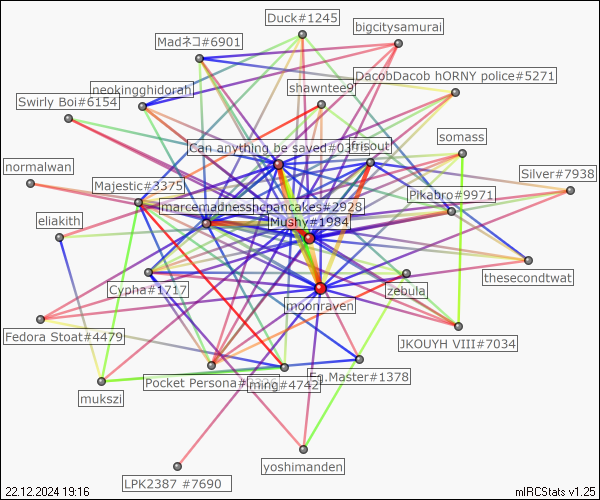 Duck#1245
bigcitysamurai
Madネコ#6901
DacobDacob hORNY police#5271
shawntee9
neokingghidorah
Swirly Boi#6154
somass
Can anything be saved#03
frisout
normalwan
Silver#7938
Majestic#3375
Pikabro#9971
marcemadnesspcpancakes#2928
Mushy#1984
eliakith
thesecondtwat
Cypha#1717
zebula
moonraven
Fedora Stoat#4479
JKOUYH VIII#7034
Pocket Persona#
ming#4742
Eg.Master#1378
mukszi
yoshimanden
LPK2387 #7690
22.12.2024 19:16
mIRCStats v1.25